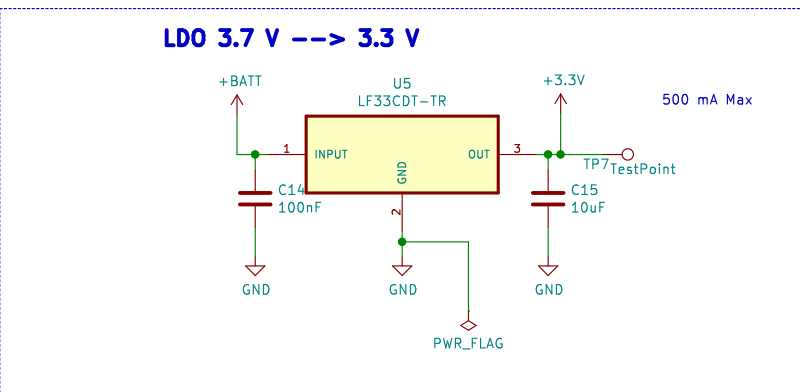 LDO 3.7 V --> 3.3 V
+BATT
U5
LF33CDT-TR
+3.3V
500 mA Max
1
INPUT
GND
OUT
3
TP7
TestPoint
C14
100nF
2
C15
10uF
GND
GND
GND
PWR_FLAG